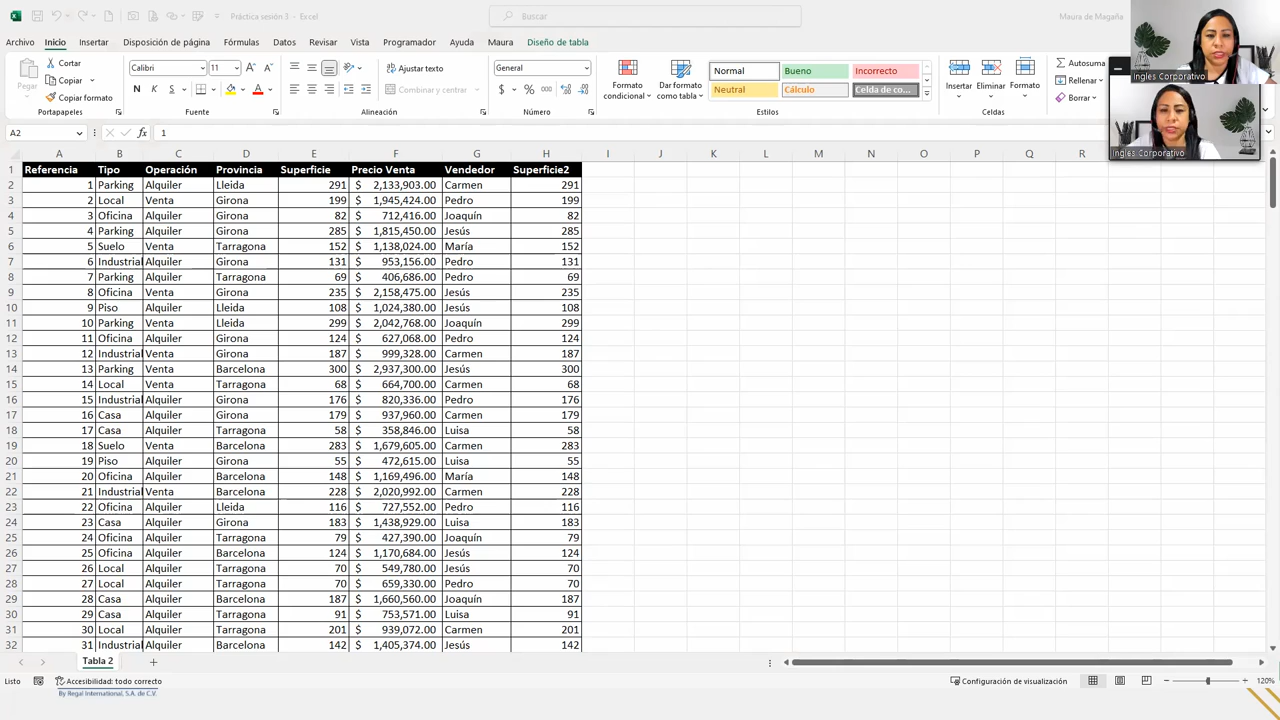 Práctica sesión 3 - Excel
Buscar
Maura de Magaña
Archivo Inicio Insertar Disposición de página Fórmulas Datos Revisar Vista Programador Ayuda Maura Diseño de tabla
Pegar
Cortar
Copiar
Copiar formato
Portapapeles
Calibri 11
N K S
Fuente
Ajustar texto
Combinar y centrar
Alineación
General
$ % 000
Número
Formato condicional
Dar formato como tabla
Normal Bueno Incorrecto
Neutral Cálculo Celda de co...
Estilos
Insertar Eliminar Formato
Celdas
Autosuma
Rellenar
Borrar
Ingles Corporativo
Ingles Corporativo
A2 fx 1
A B C D E F G H I J K L M N O P Q R
1 Referencia Tipo Operación Provincia Superficie Precio Venta Vendedor Superficie2
2 1 Parking Alquiler Lleida 291 $ 2,133,903.00 Carmen 291
3 2 Local Venta Girona 199 $ 1,945,424.00 Pedro 199
4 3 Oficina Alquiler Girona 82 $ 712,416.00 Joaquín 82
5 4 Parking Alquiler Girona 285 $ 1,815,450.00 Jesús 285
6 5 Suelo Venta Tarragona 152 $ 1,138,024.00 María 152
7 6 Industrial Alquiler Girona 131 $ 953,156.00 Pedro 131
8 7 Parking Alquiler Tarragona 69 $ 406,686.00 Pedro 69
9 8 Oficina Venta Girona 235 $ 2,158,475.00 Jesús 235
10 9 Piso Alquiler Lleida 108 $ 1,024,380.00 Jesús 108
11 10 Parking Venta Lleida 299 $ 2,042,768.00 Joaquín 299
12 11 Oficina Alquiler Girona 124 $ 627,068.00 Pedro 124
13 12 Industrial Venta Girona 187 $ 999,328.00 Carmen 187
14 13 Parking Venta Barcelona 300 $ 2,937,300.00 Jesús 300
15 14 Local Venta Tarragona 68 $ 664,700.00 Carmen 68
16 15 Industrial Alquiler Girona 176 $ 820,336.00 Pedro 176
17 16 Casa Alquiler Girona 179 $ 937,960.00 Carmen 179
18 17 Casa Alquiler Tarragona 58 $ 358,846.00 Luisa 58
19 18 Suelo Venta Barcelona 283 $ 1,679,605.00 Carmen 283
20 19 Piso Alquiler Girona 55 $ 472,615.00 Luisa 55
21 20 Oficina Alquiler Barcelona 148 $ 1,169,496.00 María 148
22 21 Industrial Venta Barcelona 228 $ 2,020,992.00 Carmen 228
23 22 Oficina Alquiler Lleida 116 $ 727,552.00 Pedro 116
24 23 Casa Alquiler Girona 183 $ 1,438,929.00 Luisa 183
25 24 Oficina Alquiler Tarragona 79 $ 427,390.00 Joaquín 79
26 25 Oficina Alquiler Barcelona 124 $ 1,170,684.00 Jesús 124
27 26 Local Alquiler Tarragona 70 $ 549,780.00 Jesús 70
28 27 Local Alquiler Tarragona 70 $ 659,330.00 Pedro 70
29 28 Casa Alquiler Barcelona 187 $ 1,660,560.00 Joaquín 187
30 29 Casa Alquiler Tarragona 91 $ 753,571.00 Luisa 91
31 30 Local Alquiler Tarragona 201 $ 939,072.00 Carmen 201
32 31 Industrial Alquiler Barcelona 142 $ 1,405,374.00 Jesús 142
Tabla 2
Listo Accesibilidad: todo correcto Configuración de visualización 120%
By Regal International, S.A. de C.V.